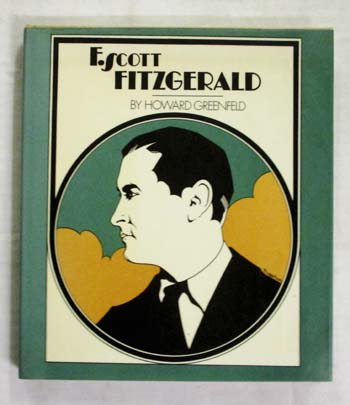 F. SCOTT
FITZGERALD
BY HOWARD GREENFELD